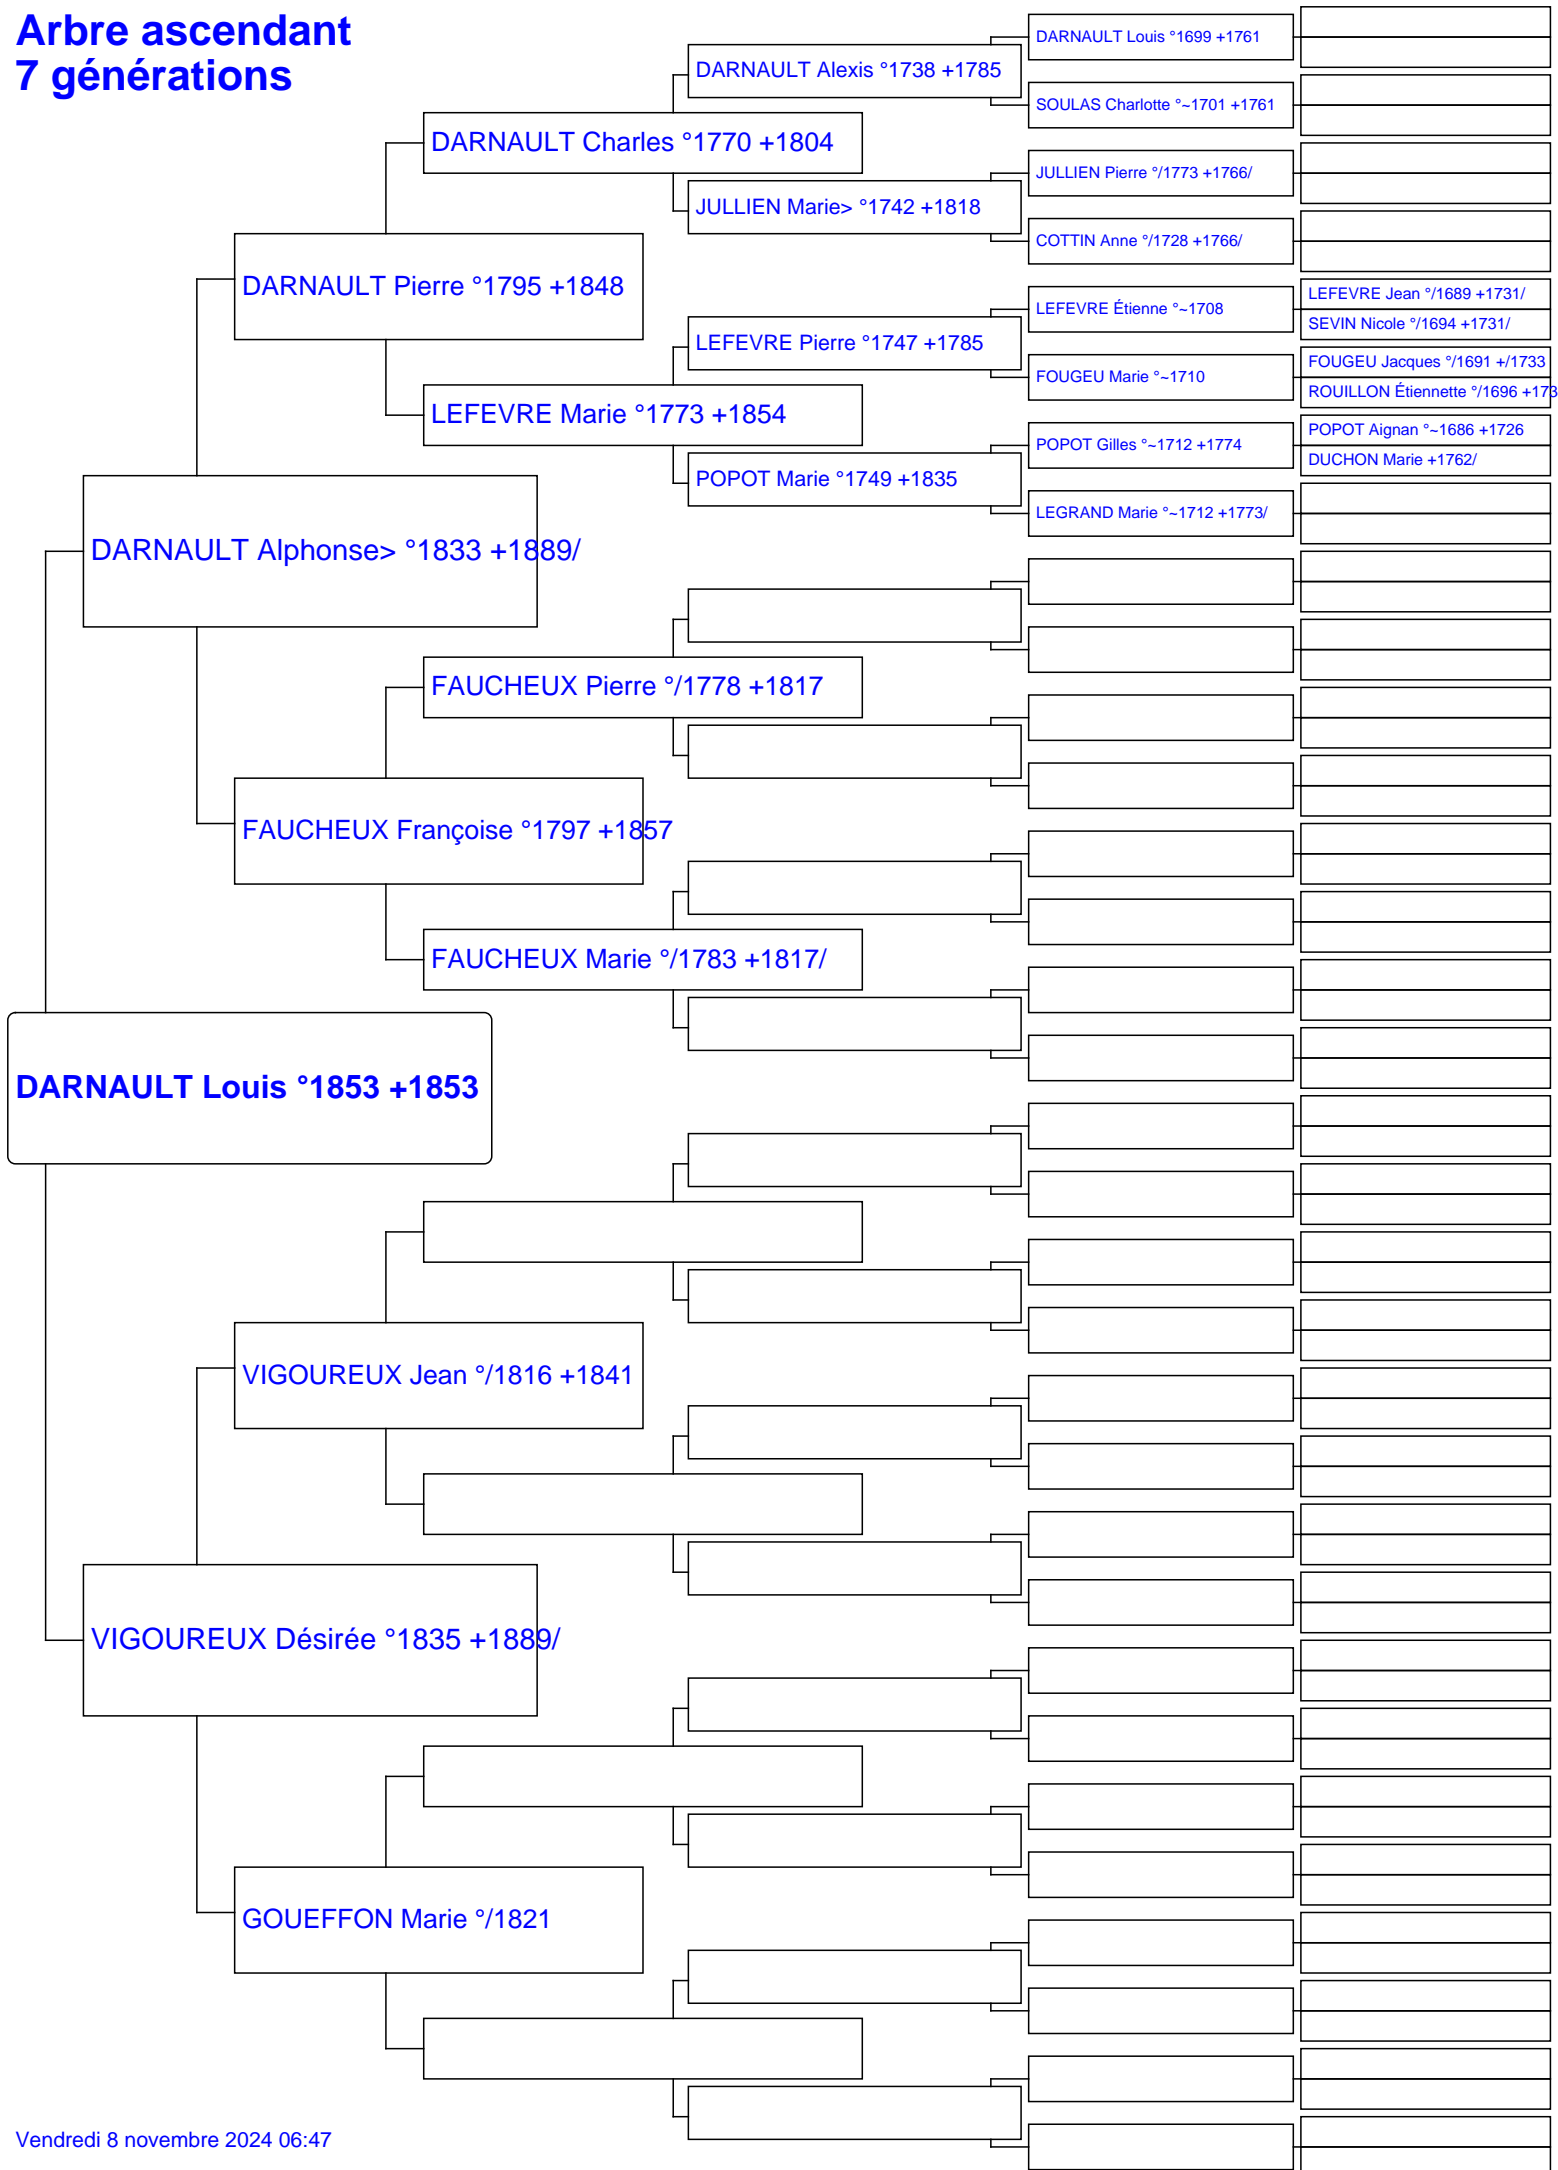 Arbre ascendant
7 générations
DARNAULT Louis °1699 +1761
DARNAULT Alexis °1738 +1785
SOULAS Charlotte °~1701 +1761
DARNAULT Charles °1770 +1804
JULLIEN Pierre °/1773 +1766/
JULLIEN Marie> °1742 +1818
COTTIN Anne °/1728 +1766/
DARNAULT Pierre °1795 +1848
LEFEVRE Jean °/1689 +1731/
LEFEVRE Étienne °~1708
SEVIN Nicole °/1694 +1731/
LEFEVRE Pierre °1747 +1785
FOUGEU Jacques °/1691 +/1733
FOUGEU Marie °~1710
ROUILLON Étiennette °/1696 +173
LEFEVRE Marie °1773 +1854
POPOT Aignan °~1686 +1726
POPOT Gilles °~1712 +1774
DUCHON Marie +1762/
POPOT Marie °1749 +1835
LEGRAND Marie °~1712 +1773/
DARNAULT Alphonse> °1833 +1889/
FAUCHEUX Pierre °/1778 +1817
FAUCHEUX Françoise °1797 +1857
FAUCHEUX Marie °/1783 +1817/
DARNAULT Louis °1853 +1853
VIGOUREUX Jean °/1816 +1841
VIGOUREUX Désirée °1835 +1889/
GOUEFFON Marie °/1821
Vendredi 8 novembre 2024 06:47